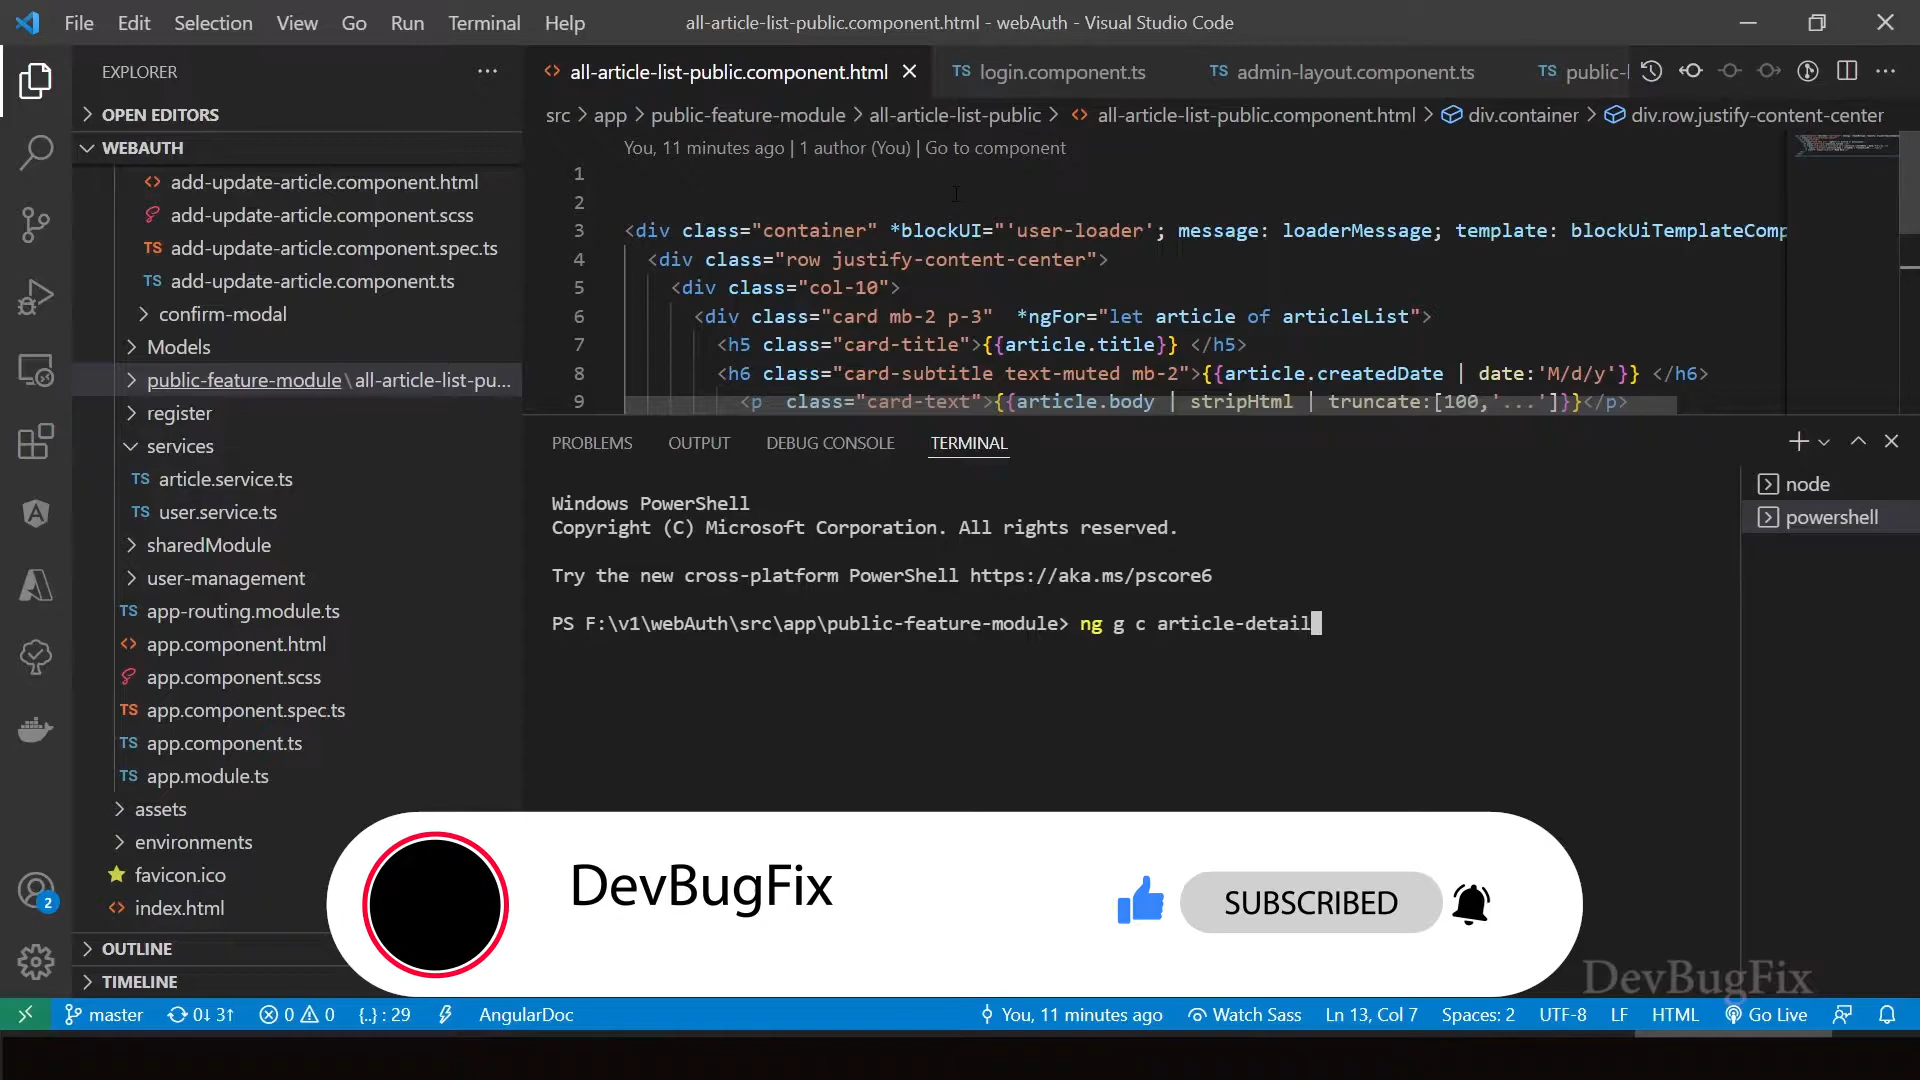 File Edit Selection View Go Run Terminal Help
all-article-list-public.component.html - webAuth - Visual Studio Code
EXPLORER
OPEN EDITORS
WEBAUTH
add-update-article.component.html
add-update-article.component.scss
TS add-update-article.component.spec.ts
TS add-update-article.component.ts
confirm-modal
Models
public-feature-module\all-article-list-pu...
register
services
TS article.service.ts
TS user.service.ts
sharedModule
user-management
TS app-routing.module.ts
app.component.html
app.component.scss
TS app.component.spec.ts
TS app.component.ts
TS app.module.ts
assets
environments
favicon.ico
index.html
OUTLINE
TIMELINE
all-article-list-public.component.html TS login.component.ts TS admin-layout.component.ts TS public-l
src > app > public-feature-module > all-article-list-public > all-article-list-public.component.html > div.container > div.row.justify-content-center
You, 11 minutes ago | 1 author (You) | Go to component
1
2
3 <div class="container" *blockUI="'user-loader'; message: loaderMessage; template: blockUiTemplateComp
4 <div class="row justify-content-center">
5 <div class="col-10">
6 <div class="card mb-2 p-3" *ngFor="let article of articleList">
7 <h5 class="card-title">{{article.title}} </h5>
8 <h6 class="card-subtitle text-muted mb-2">{{article.createdDate | date:'M/d/y'}} </h6>
9 <p class="card-text">{{article.body | stripHtml | truncate:[100,'...']}}</p>
PROBLEMS OUTPUT DEBUG CONSOLE TERMINAL
Windows PowerShell
Copyright (C) Microsoft Corporation. All rights reserved.
Try the new cross-platform PowerShell https://aka.ms/pscore6
PS F:\v1\webAuth\src\app\public-feature-module> ng g c article-detail
node
powershell
DevBugFix
SUBSCRIBED
DevBugFix
2
master 0↓ 3↑ 0 0 {..} : 29 AngularDoc
You, 11 minutes ago Watch Sass Ln 13, Col 7 Spaces: 2 UTF-8 LF HTML Go Live